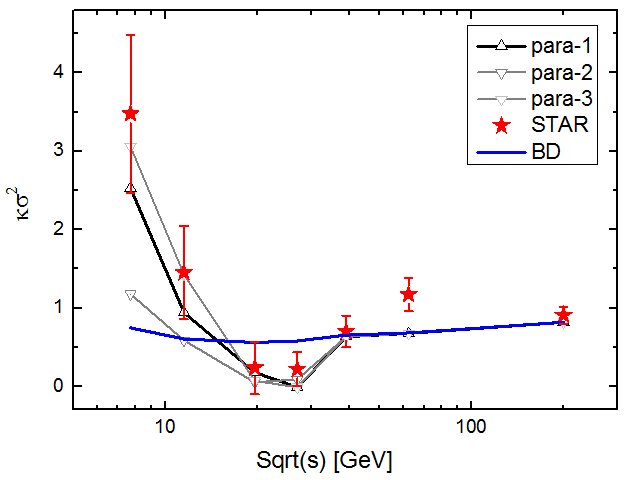 para-1
para-2
para-3
STAR
BD
4
3
2
1
0
κσ²
10
100
Sqrt(s) [GeV]